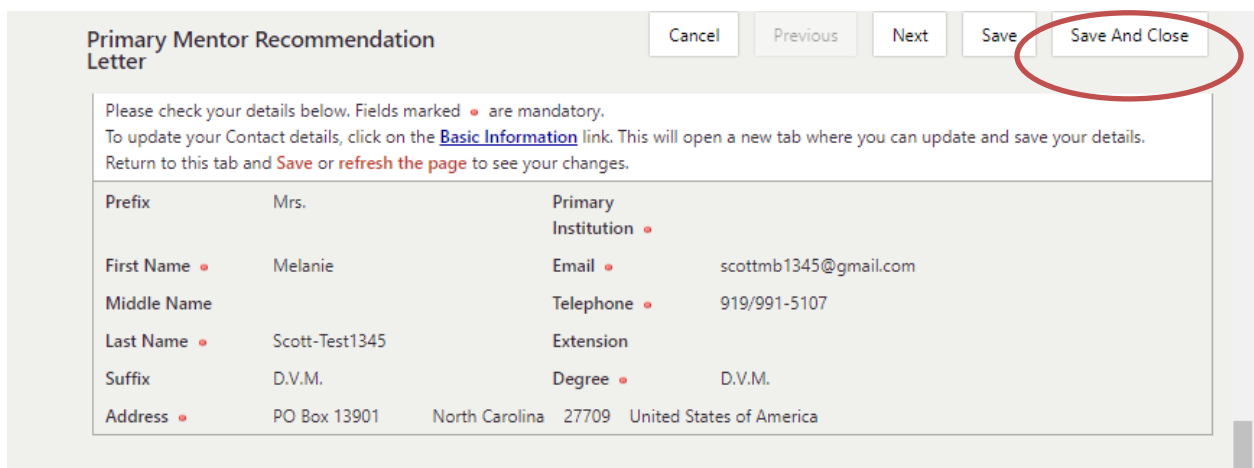 Primary Mentor Recommendation
Letter
Cancel Previous Next Save Save And Close
Please check your details below. Fields marked are mandatory.
To update your Contact details, click on the Basic Information link. This will open a new tab where you can update and save your details.
Return to this tab and Save or refresh the page to see your changes.
Prefix Mrs. Primary
Institution
First Name Melanie Email scottmb1345@gmail.com
Middle Name Telephone 919/991-5107
Last Name Scott-Test1345 Extension
Suffix D.V.M. Degree D.V.M.
Address PO Box 13901 North Carolina 27709 United States of America